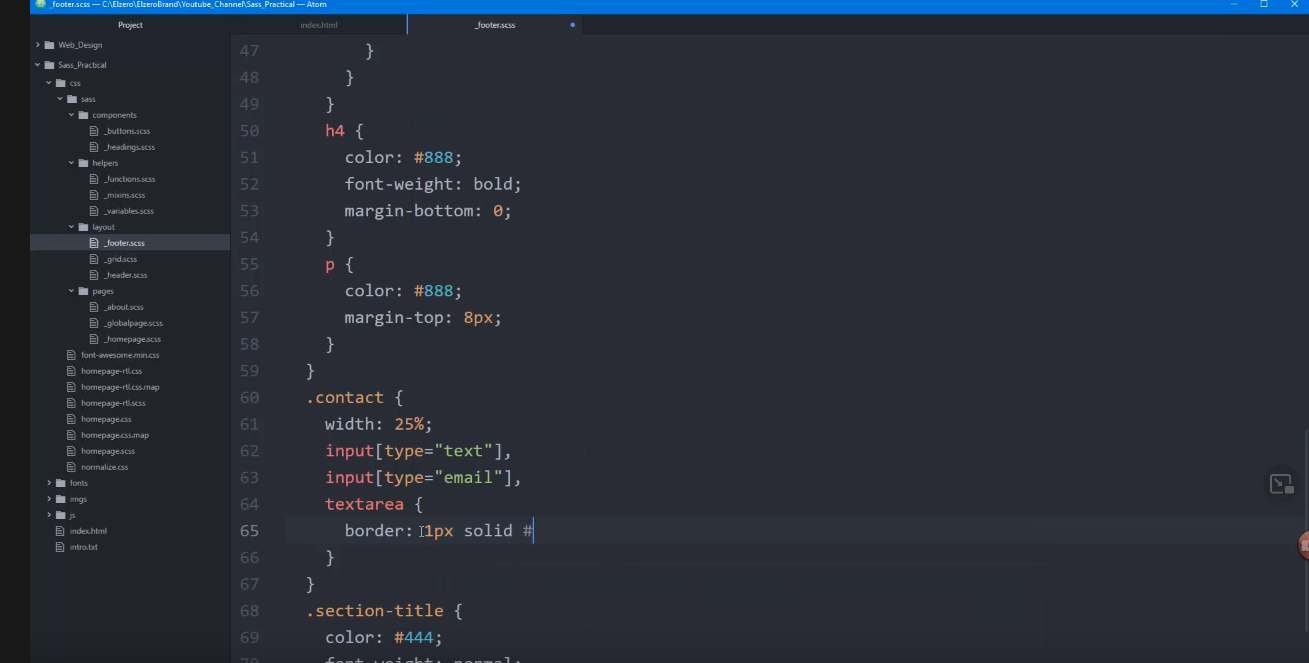 _footer.scss — C:\Elzero\ElzeroBrand\Youtube_Channel\Sass_Practical — Atom
Project
index.html
_footer.scss
Web_Design
Sass_Practical
css
sass
components
_buttons.scss
_headings.scss
helpers
_functions.scss
_mixins.scss
_variables.scss
layout
_footer.scss
_grid.scss
_header.scss
pages
_about.scss
_globalpage.scss
_homepage.scss
font-awesome.min.css
homepage-rtl.css
homepage-rtl.css.map
homepage-rtl.scss
homepage.css
homepage.css.map
homepage.scss
normalize.css
fonts
imgs
js
index.html
intro.txt
47 }
48 }
49 }
50 h4 {
51 color: #888;
52 font-weight: bold;
53 margin-bottom: 0;
54 }
55 p {
56 color: #888;
57 margin-top: 8px;
58 }
59 }
60 .contact {
61 width: 25%;
62 input[type="text"],
63 input[type="email"],
64 textarea {
65 border: 1px solid #
66 }
67 }
68 .section-title {
69 color: #444;
70 font-weight: normal;